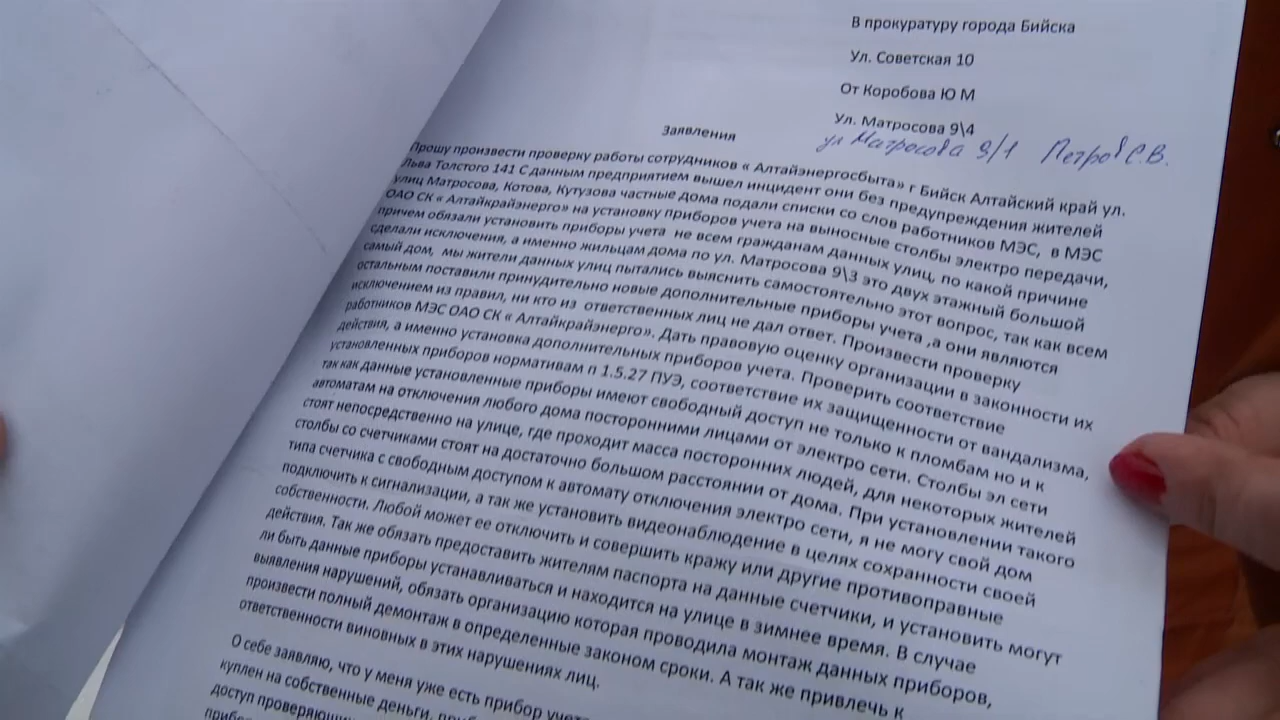 В прокуратуру города Бийска
Ул. Советская 10
От Коробова Ю М
Ул. Матросова 9\4
ул Матросова 9/1 Петров С.В.
Заявления
Прошу произвести проверку работы сотрудников « Алтайэнергосбыта» г Бийск Алтайский край ул.
Льва Толстого 141 С данным предприятием вышел инцидент они без предупреждения жителей
улиц Матросова, Котова, Кутузова частные дома подали списки со слов работников МЭС, в МЭС
ОАО СК « Алтайкрайэнерго» на установку приборов учета на выносные столбы электро передачи,
причем обязали установить приборы учета не всем гражданам данных улиц, по какой причине
сделали исключения, а именно жильцам дома по ул. Матросова 9\3 это двух этажный большой
самый дом, мы жители данных улиц пытались выяснить самостоятельно этот вопрос, так как всем
остальным поставили принудительно новые дополнительные приборы учета ,а они являются
исключением из правил, ни кто из ответственных лиц не дал ответ. Произвести проверку
работников МЭС ОАО СК « Алтайкрайэнерго». Дать правовую оценку организации в законности их
действия, а именно установка дополнительных приборов учета. Проверить соответствие
установленных приборов нормативам п 1.5.27 ПУЭ, соответствие их защищенности от вандализма,
так как данные установленные приборы имеют свободный доступ не только к пломбам но и к
автоматам на отключения любого дома посторонними лицами от электро сети. Столбы эл сети
стоят непосредственно на улице, где проходит масса посторонних людей, для некоторых жителей
столбы со счетчиками стоят на достаточно большом расстоянии от дома. При установлении такого
типа счетчика с свободным доступом к автомату отключения электро сети, я не могу свой дом
подключить к сигнализации, а так же установить видеонаблюдение в целях сохранности своей
собственности. Любой может ее отключить и совершить кражу или другие противоправные
действия. Так же обязать предоставить жителям паспорта на данные счетчики, и установить могут
ли быть данные приборы устанавливаться и находится на улице в зимнее время. В случае
выявления нарушений, обязать организацию которая проводила монтаж данных приборов,
произвести полный демонтаж в определенные законом сроки. А так же привлечь к
ответственности виновных в этих нарушениях лиц.
О себе заявляю, что у меня уже есть прибор учета
куплен на собственные деньги,
доступ